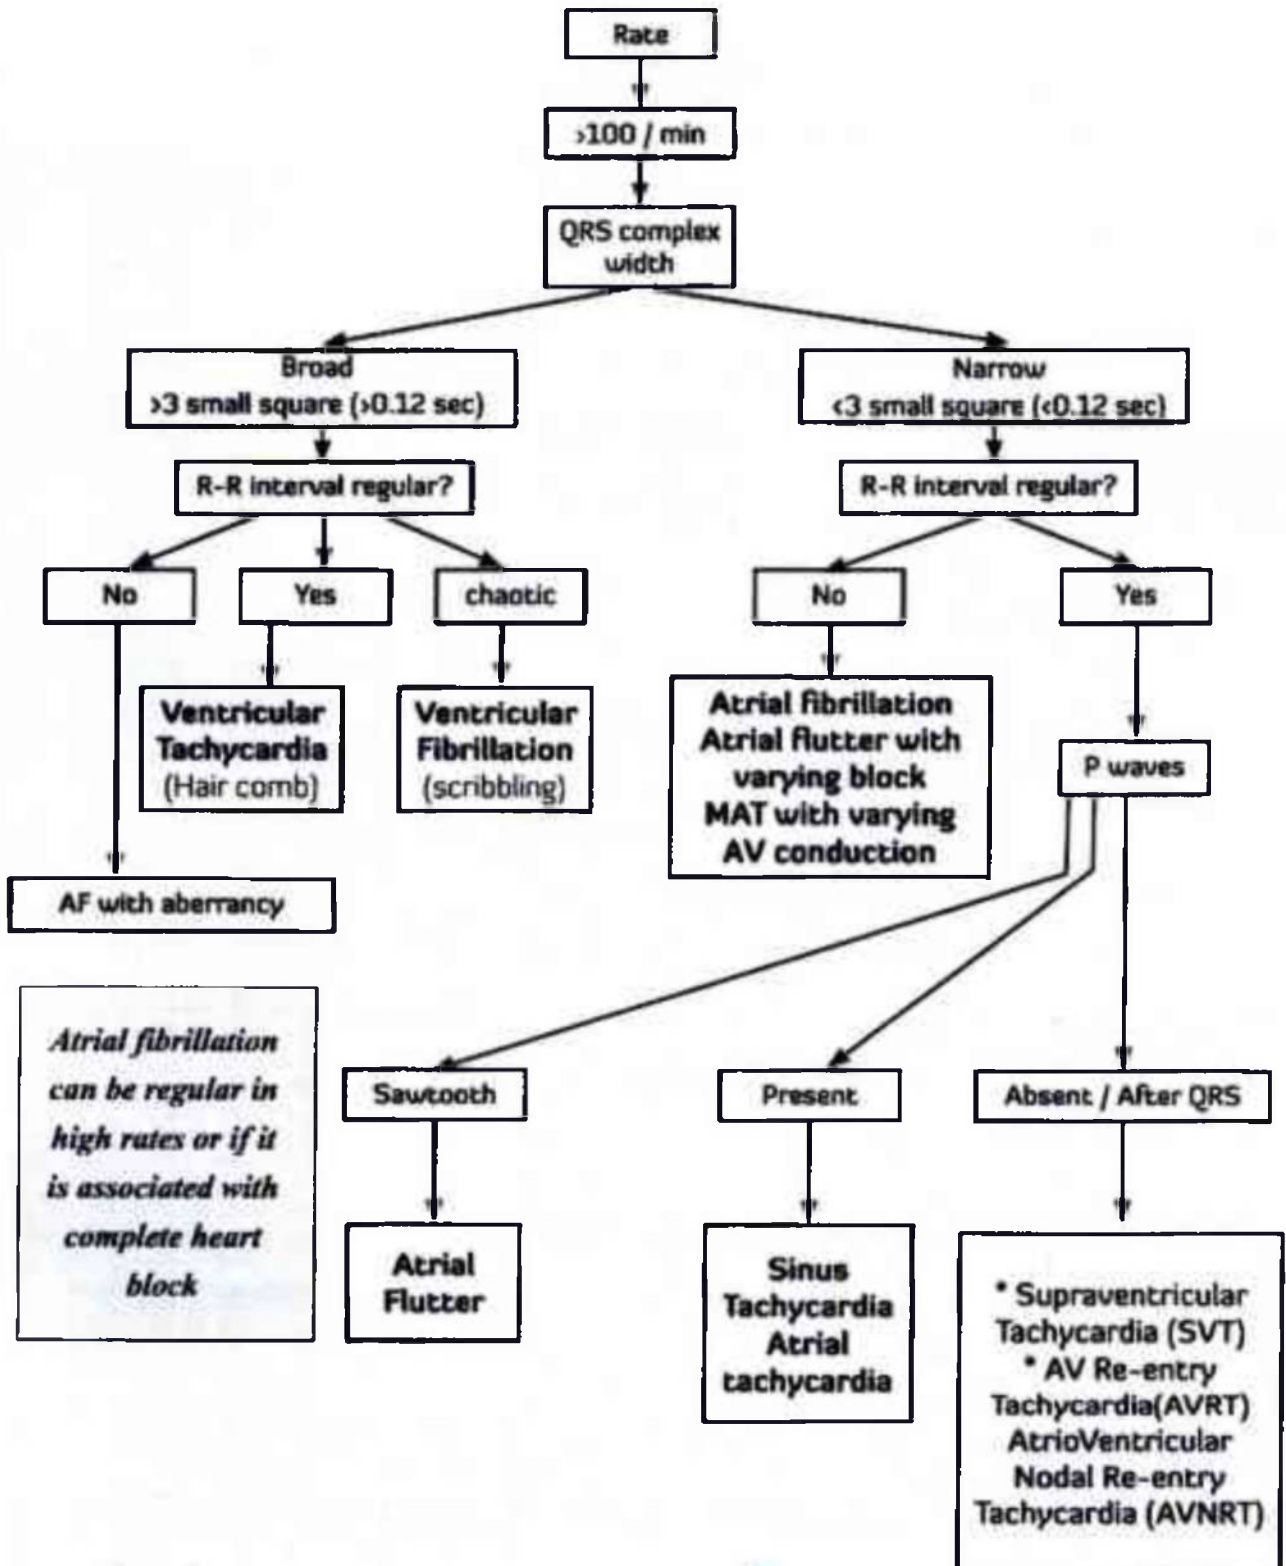 Rate
>100 / min
QRS complex
width
Broad
>3 small square (>0.12 sec)
Narrow
<3 small square (<0.12 sec)
R-R interval regular?
R-R interval regular?
No
Yes
chaotic
No
Yes
Ventricular
Tachycardia
(Hair comb)
Ventricular
Fibrillation
(scribbling)
Atrial fibrillation
Atrial flutter with
varying block
MAT with varying
AV conduction
P waves
AF with aberrancy
Atrial fibrillation
can be regular in
high rates or if it
is associated with
complete heart
block
Sawtooth
Present
Absent / After QRS
Atrial
Flutter
Sinus
Tachycardia
Atrial
tachycardia
* Supraventricular
Tachycardia (SVT)
* AV Re-entry
Tachycardia(AVRT)
AtrioVentricular
Nodal Re-entry
Tachycardia (AVNRT)